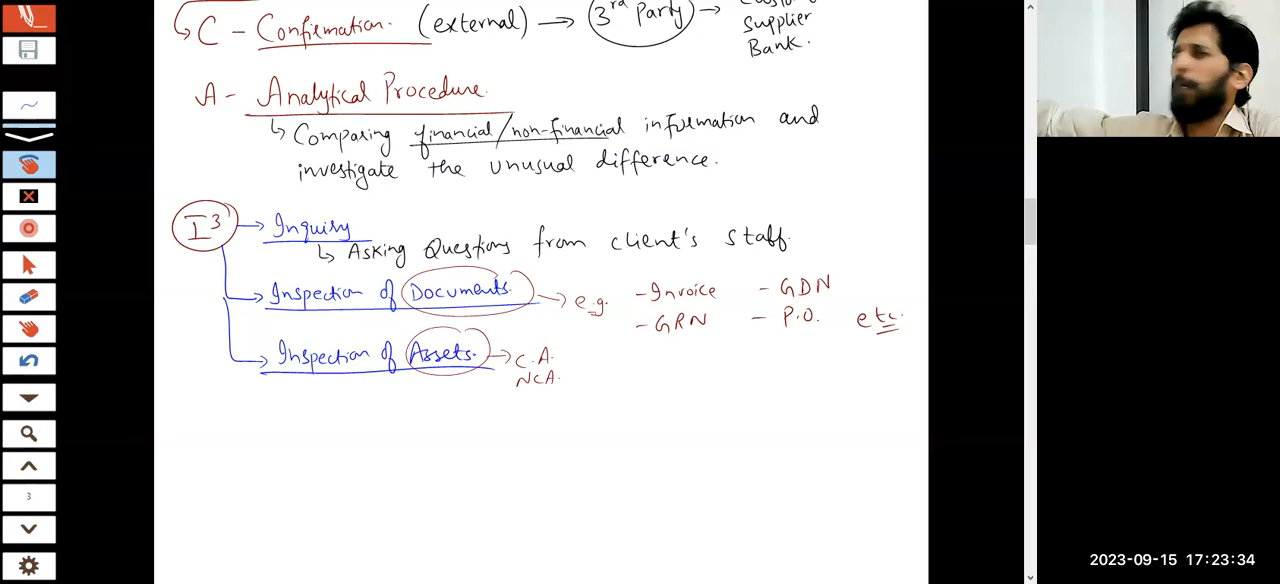 C - Confirmation. (external) → 3rd Party →
Supplier
Bank.
A - Analytical Procedure.
↳ Comparing financial/non-financial information and
investigate the unusual difference.
I³ → Inquiry
↳ Asking Questions from client's staff.
→ Inspection of Documents. → e.g. - Invoice - GDN
- GRN - P.O. etc.
→ Inspection of Assets. → C.A.
NCA.
3
2023-09-15 17:23:34